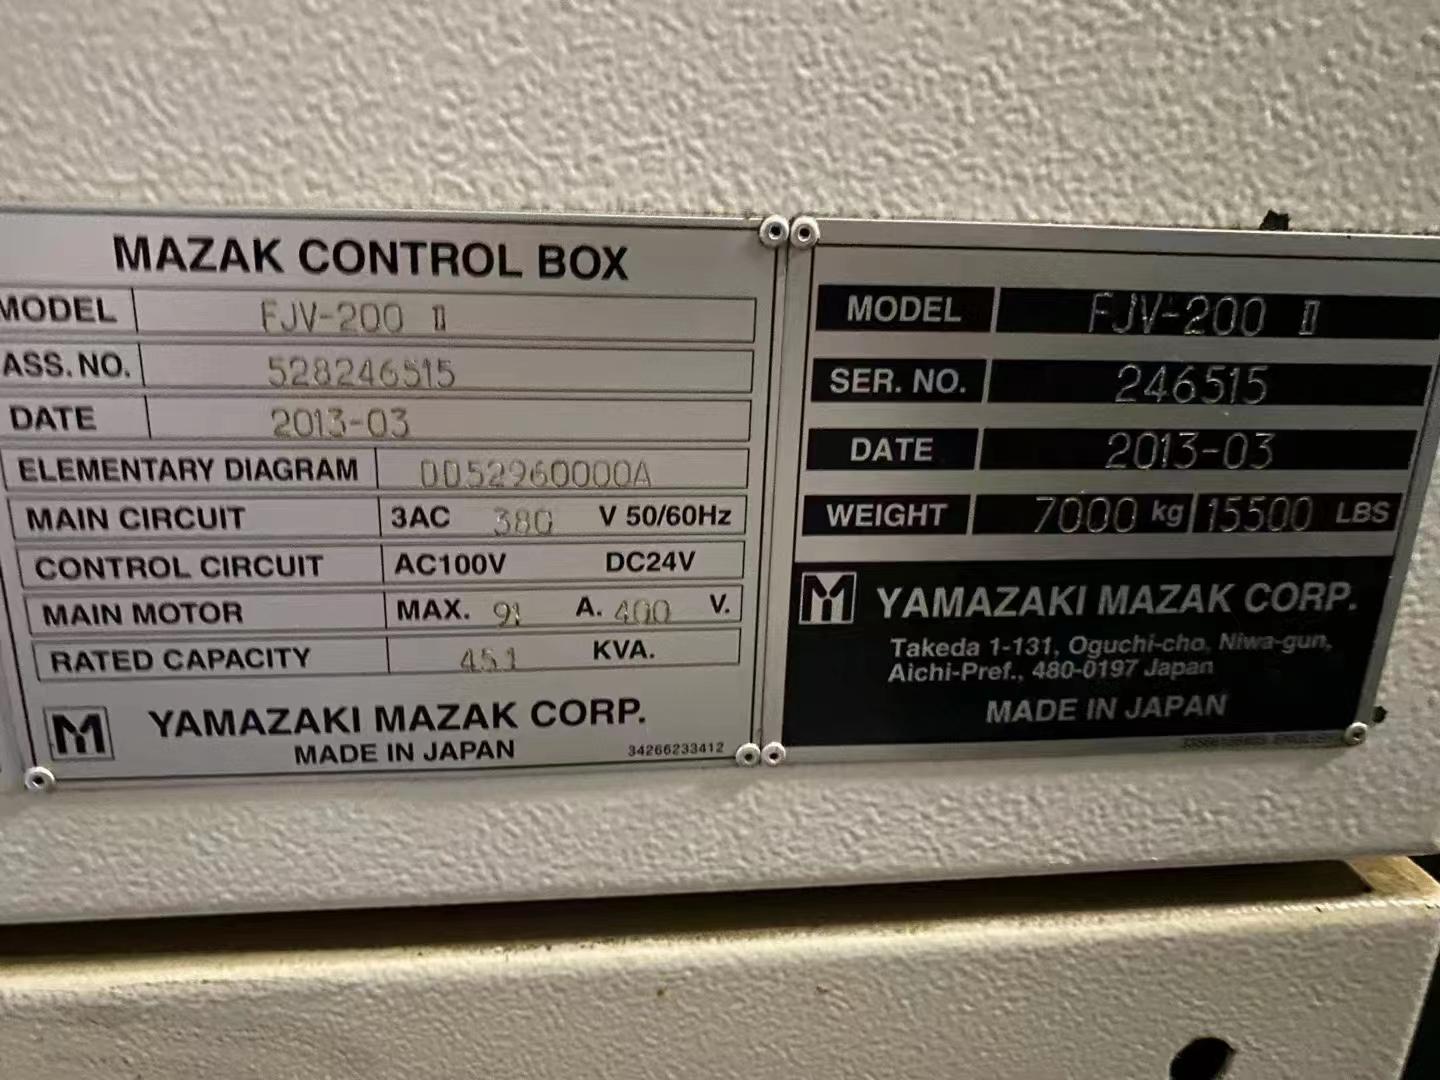 MAZAK CONTROL BOX
MODEL FJV-200 II
ASS. NO. 528246515
DATE 2013-03
ELEMENTARY DIAGRAM DD52960000A
MAIN CIRCUIT 3AC 380 V 50/60Hz
CONTROL CIRCUIT AC100V DC24V
MAIN MOTOR MAX. 91 A. 400 V.
RATED CAPACITY 45.1 KVA.
YAMAZAKI MAZAK CORP.
MADE IN JAPAN 34266233412
MODEL FJV-200 II
SER. NO. 246515
DATE 2013-03
WEIGHT 7000 kg 15500 LBS
YAMAZAKI MAZAK CORP.
Takeda 1-131, Oguchi-cho, Niwa-gun,
Aichi-Pref., 480-0197 Japan
MADE IN JAPAN